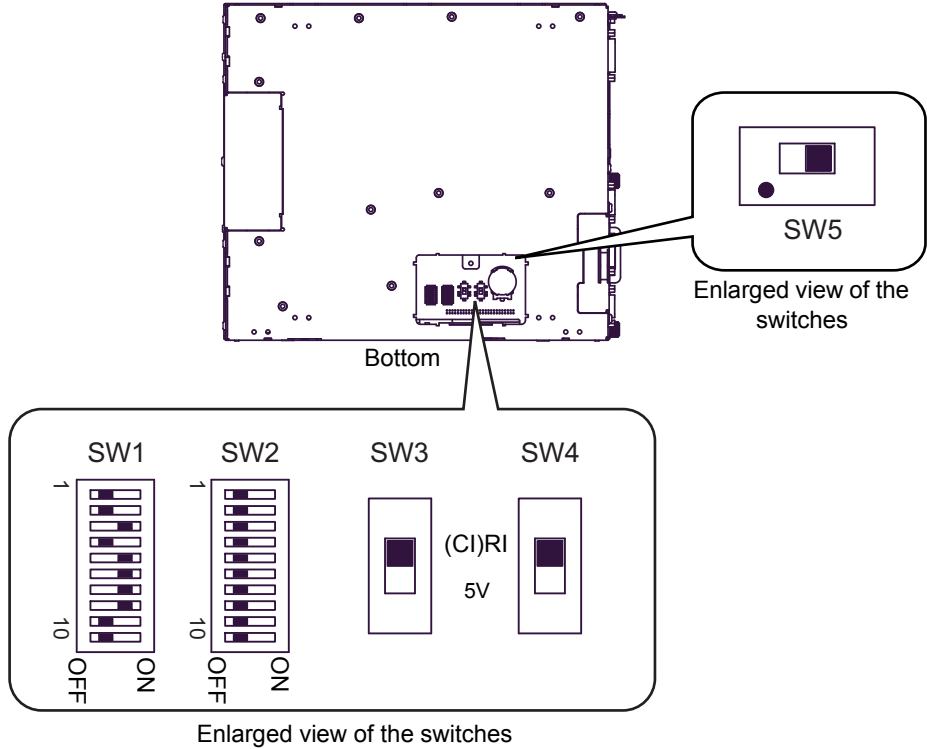 SW5
Enlarged view of the
switches
Bottom
SW1
SW2
SW3
SW4
1
10
OFF
ON
1
10
OFF
ON
(CI)RI
5V
Enlarged view of the switches